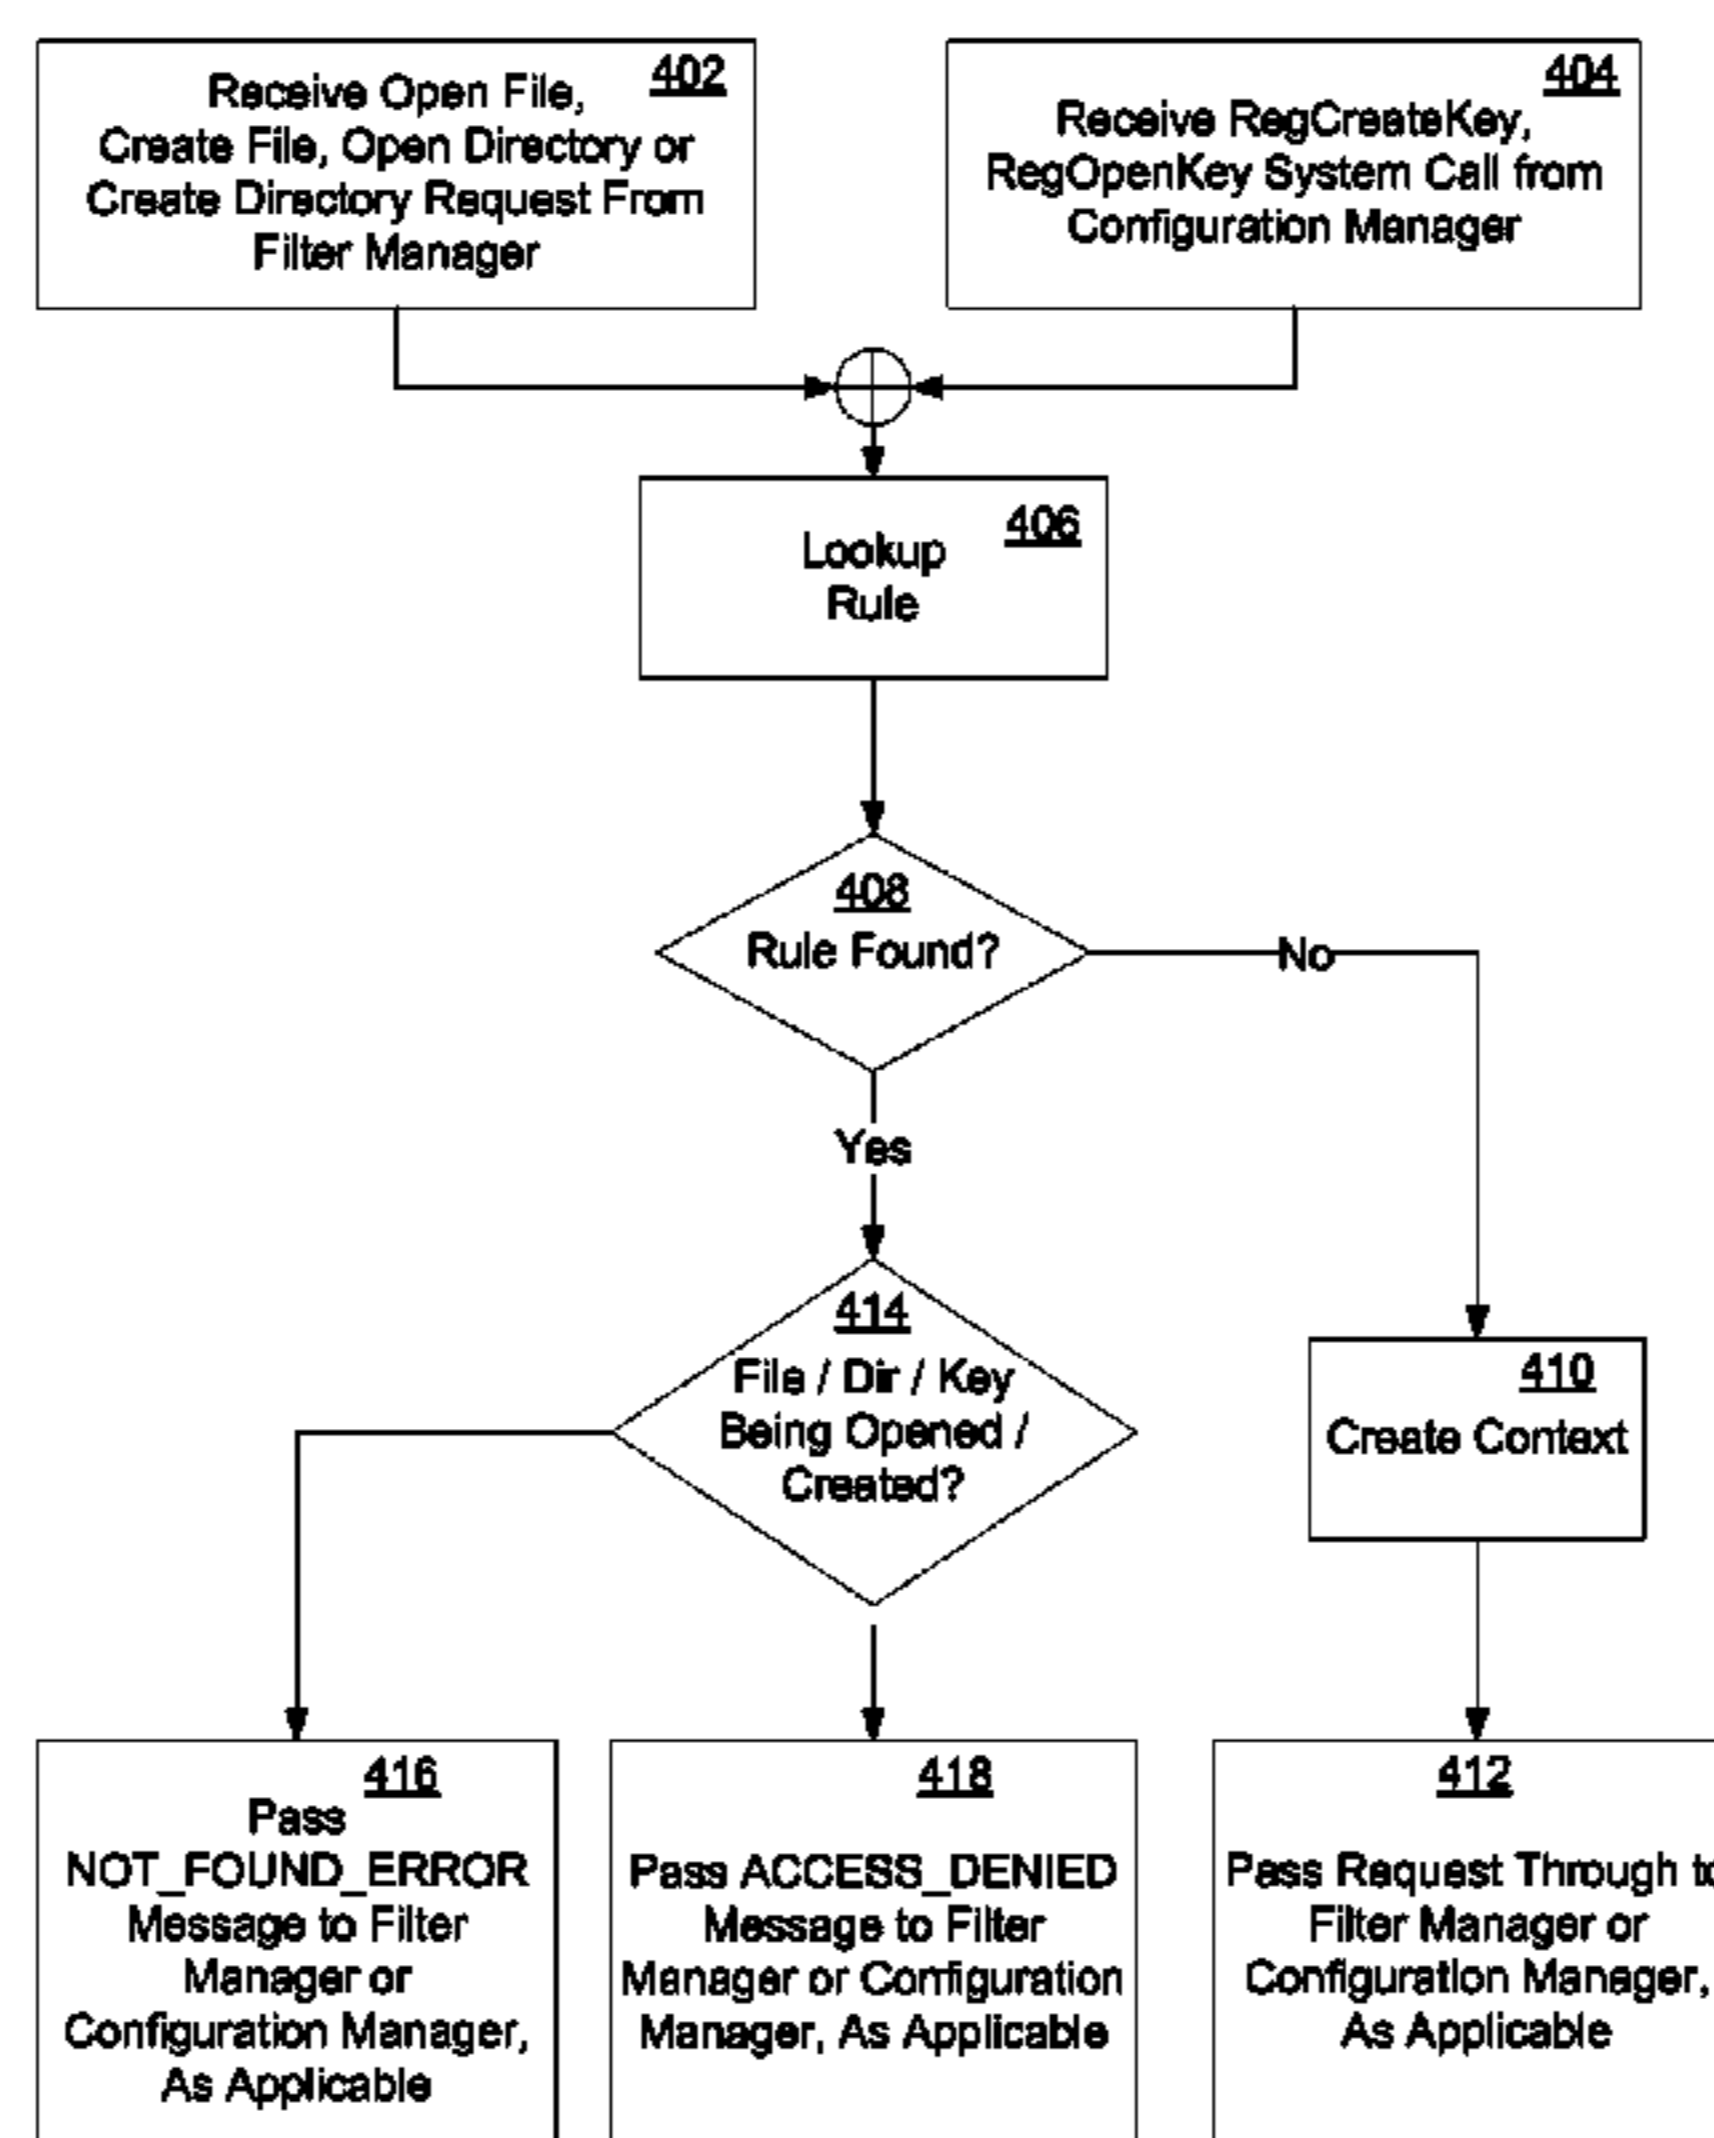 402
Receive Open File,
Create File, Open Directory or
Create Directory Request From
Filter Manager
404
Receive RegCreateKey,
RegOpenKey System Call from
Configuration Manager
406
Lookup
Rule
408
Rule Found?
No
Yes
414
File / Dir / Key
Being Opened /
Created?
410
Create Context
416
Pass
NOT_FOUND_ERROR
Message to Filter
Manager or
Configuration Manager,
As Applicable
418
Pass ACCESS_DENIED
Message to Filter
Manager or Configuration
Manager, As Applicable
412
Pass Request Through to
Filter Manager or
Configuration Manager,
As Applicable